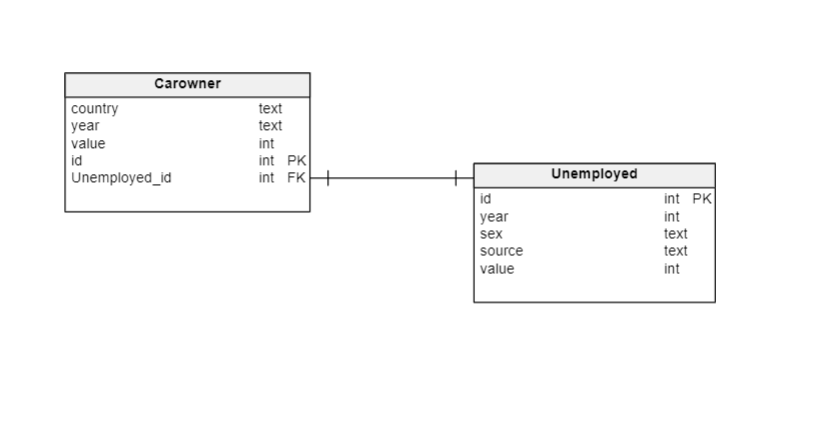 Carowner
country text
year text
value int
id int PK
Unemployed_id int FK
Unemployed
id int PK
year int
sex text
source text
value int